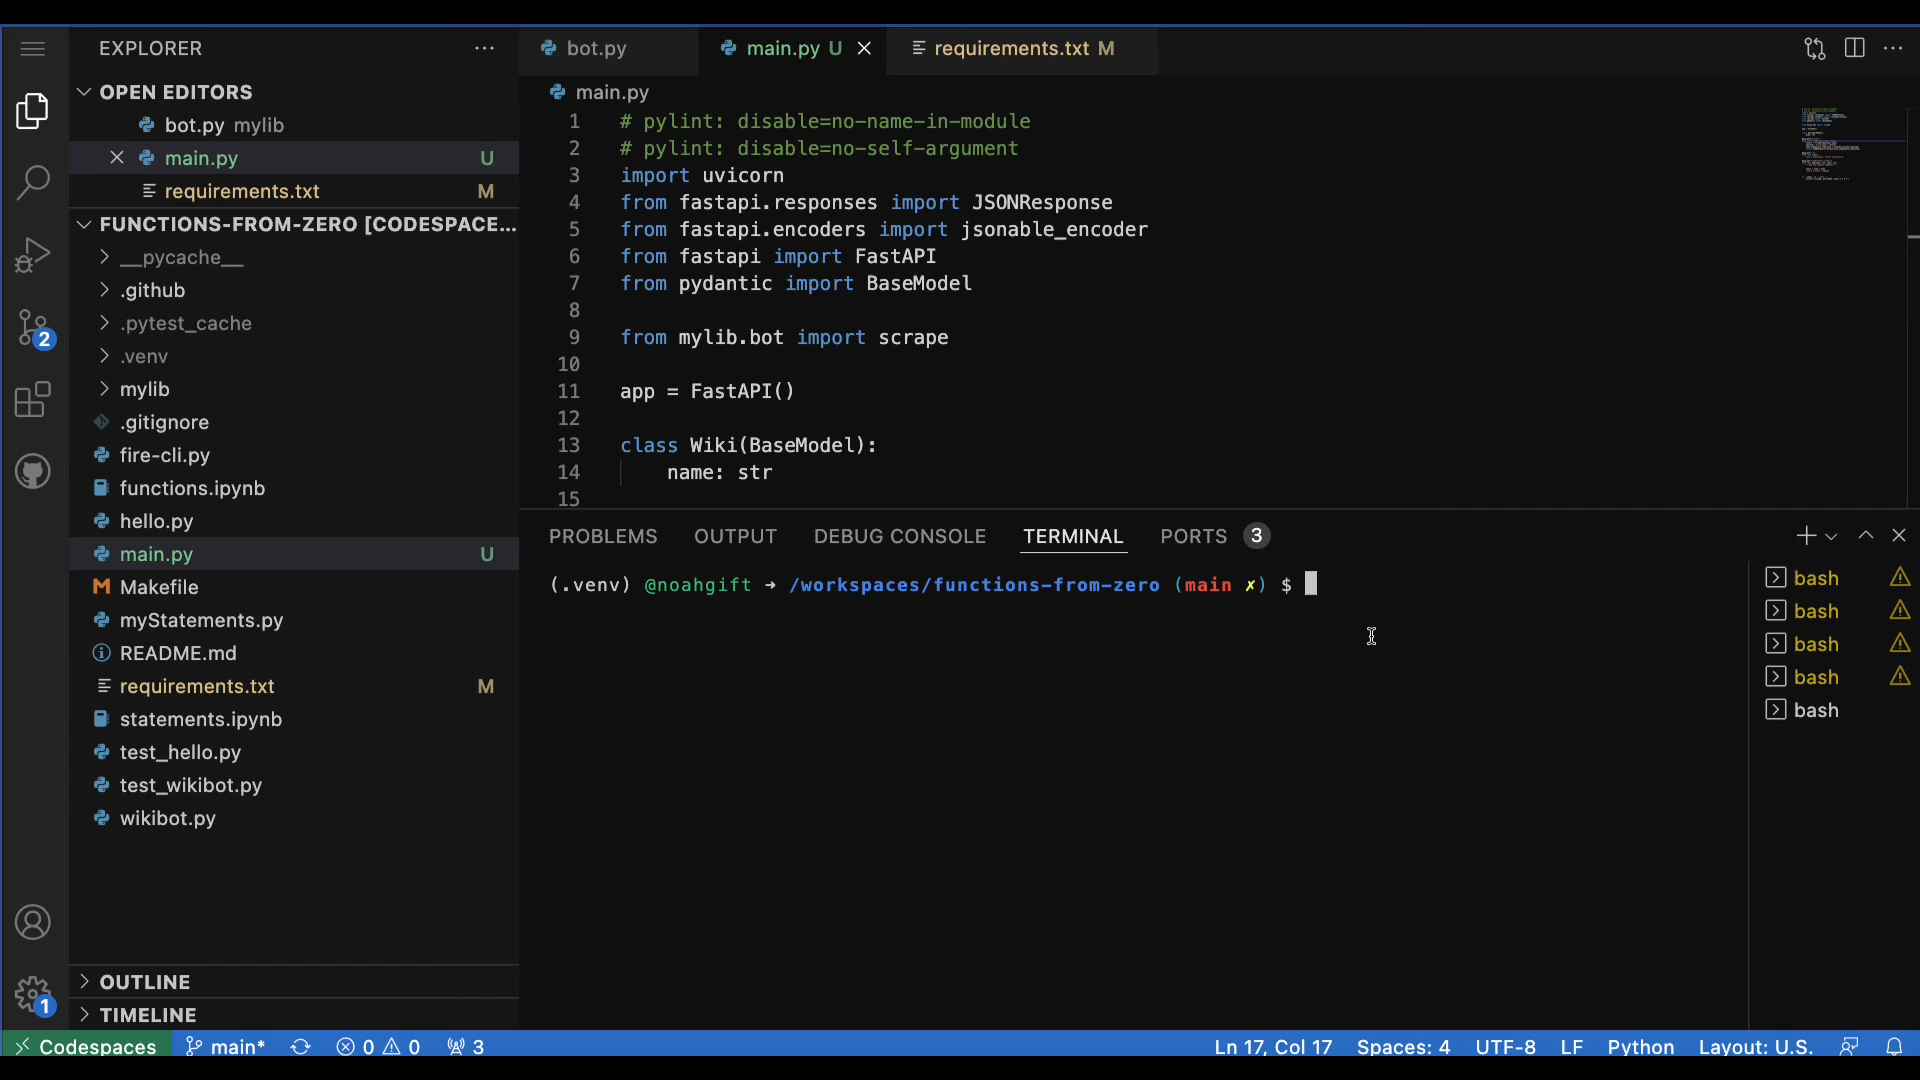 EXPLORER
OPEN EDITORS
bot.py mylib
main.py U
requirements.txt M
FUNCTIONS-FROM-ZERO [CODESPACE...
__pycache__
.github
.pytest_cache
.venv
mylib
.gitignore
fire-cli.py
functions.ipynb
hello.py
main.py U
Makefile
myStatements.py
README.md
requirements.txt M
statements.ipynb
test_hello.py
test_wikibot.py
wikibot.py
OUTLINE
TIMELINE
2
1
bot.py
main.py U
requirements.txt M
main.py
1 # pylint: disable=no-name-in-module
2 # pylint: disable=no-self-argument
3 import uvicorn
4 from fastapi.responses import JSONResponse
5 from fastapi.encoders import jsonable_encoder
6 from fastapi import FastAPI
7 from pydantic import BaseModel
8
9 from mylib.bot import scrape
10
11 app = FastAPI()
12
13 class Wiki(BaseModel):
14 name: str
15
PROBLEMS OUTPUT DEBUG CONSOLE TERMINAL PORTS 3
(.venv) @noahgift ➜ /workspaces/functions-from-zero (main ✗) $
bash
bash
bash
bash
bash
Codespaces main* 0 0 3 Ln 17, Col 17 Spaces: 4 UTF-8 LF Python Layout: U.S.